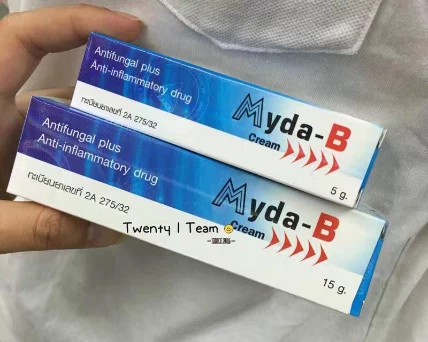 Antifungal plus
Anti-inflammatory drug
ทะเบียนยาเลขที่ 2A 275/32
Myda-B
Cream
5 g.
Antifungal plus
Anti-inflammatory drug
ทะเบียนยาเลขที่ 2A 275/32
Myda-B
Cream
15 g.
Twenty | Team